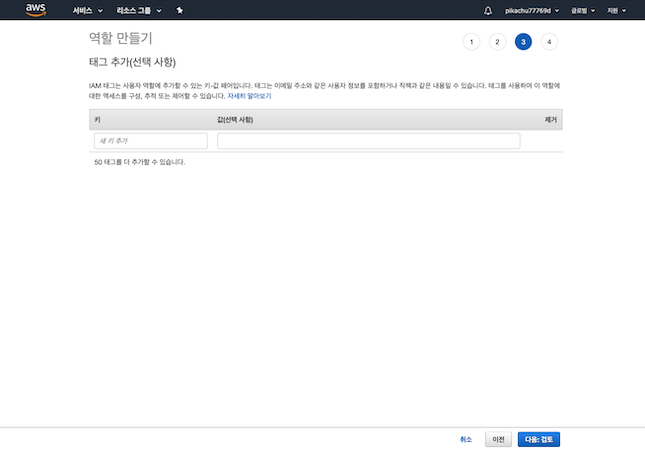 aws 서비스 리소스 그룹 pikachu77769d 글로벌 지원
역할 만들기
1 2 3 4
태그 추가(선택 사항)
IAM 태그는 사용자 역할에 추가할 수 있는 키-값 페어입니다. 태그는 이메일 주소와 같은 사용자 정보를 포함하거나 직책과 같은 내용일 수 있습니다. 태그를 사용하여 이 역할에
대한 액세스를 구성, 추적 또는 제어할 수 있습니다. 자세히 알아보기
키 값(선택 사항) 제거
새 키 추가
50 태그를 더 추가할 수 있습니다.
취소 이전 다음: 검토